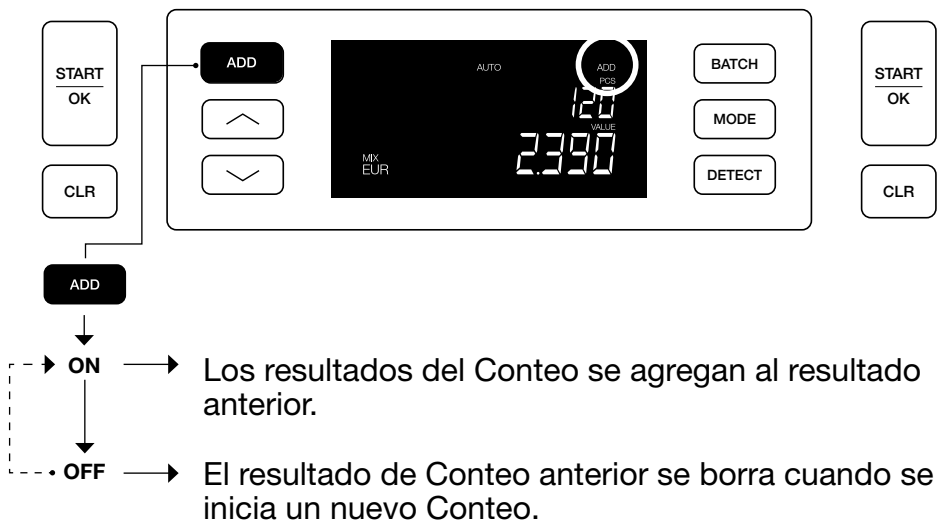 START
OK
CLR
ADD
AUTO
ADD
PCS
120
VALUE
2.390
MIX
EUR
BATCH
MODE
DETECT
START
OK
CLR
ADD
ON
Los resultados del Conteo se agregan al resultado
anterior.
OFF
El resultado de Conteo anterior se borra cuando se
inicia un nuevo Conteo.